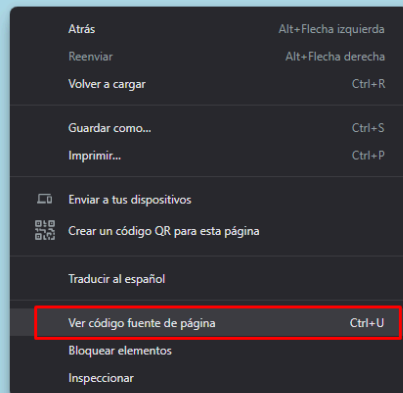 Atrás Alt+Flecha izquierda
Reenviar Alt+Flecha derecha
Volver a cargar Ctrl+R
Guardar como... Ctrl+S
Imprimir... Ctrl+P
Enviar a tus dispositivos
Crear un código QR para esta página
Traducir al español
Ver código fuente de página Ctrl+U
Bloquear elementos
Inspeccionar